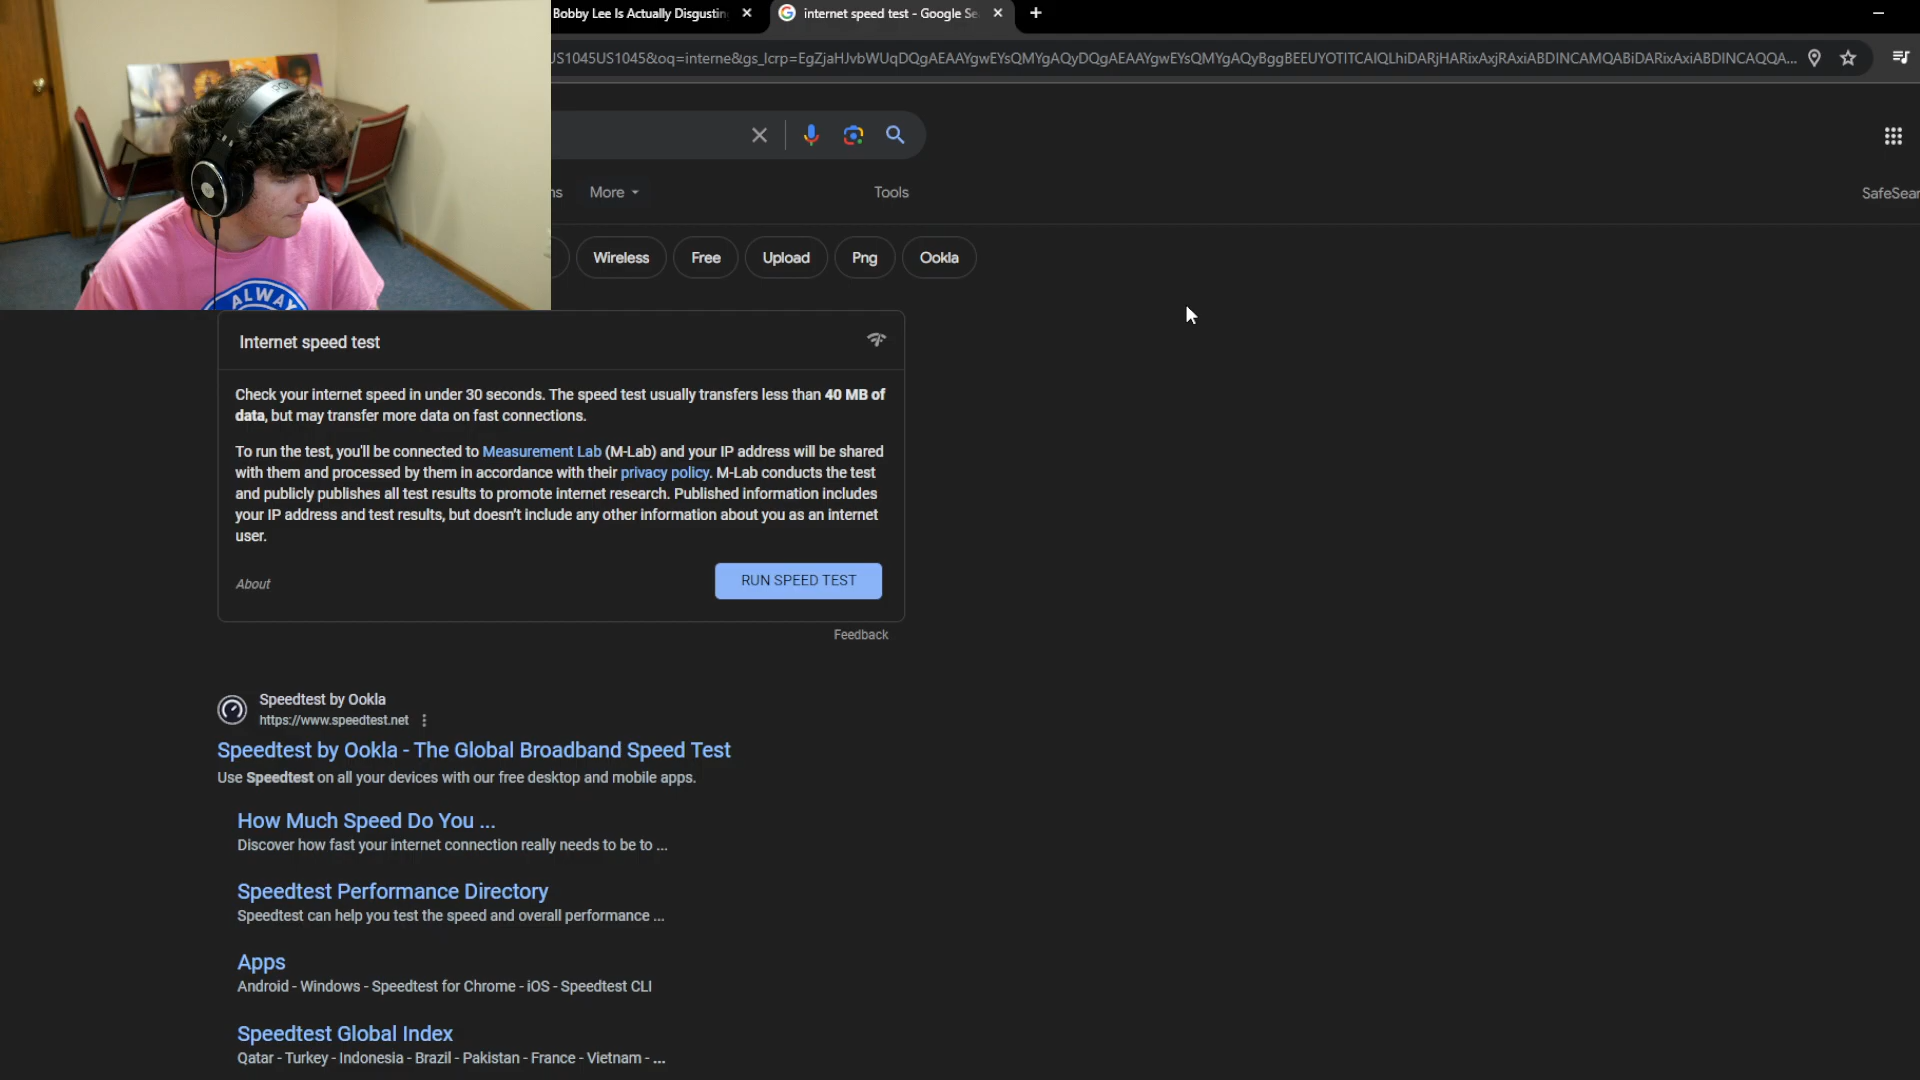 Bobby Lee Is Actually Disgustin
internet speed test - Google Se
JS1045US1045&oq=interne&gs_lcrp=EgZjaHJvbWUqDQgAEAAYgwEYsQMYgAQyDQgAEAAYgwEYsQMYgAQyBggBEEUYOTITCAIQLhiDARjHARixAxjRAxiABDINCAMQABiDARixAxiABDINCAQQA...
ns More Tools SafeSear
Wireless Free Upload Png Ookla
ALWA
Internet speed test
Check your internet speed in under 30 seconds. The speed test usually transfers less than 40 MB of
data, but may transfer more data on fast connections.
To run the test, you'll be connected to Measurement Lab (M-Lab) and your IP address will be shared
with them and processed by them in accordance with their privacy policy. M-Lab conducts the test
and publicly publishes all test results to promote internet research. Published information includes
your IP address and test results, but doesn't include any other information about you as an internet
user.
About RUN SPEED TEST
Feedback
Speedtest by Ookla
https://www.speedtest.net
Speedtest by Ookla - The Global Broadband Speed Test
Use Speedtest on all your devices with our free desktop and mobile apps.
How Much Speed Do You ...
Discover how fast your internet connection really needs to be to ...
Speedtest Performance Directory
Speedtest can help you test the speed and overall performance ...
Apps
Android - Windows - Speedtest for Chrome - iOS - Speedtest CLI
Speedtest Global Index
Qatar - Turkey - Indonesia - Brazil - Pakistan - France - Vietnam - ...